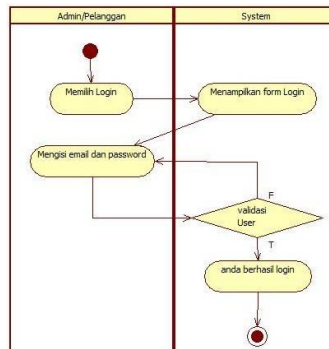 Admin/Pelanggan
System
Memilih Login
Menampilkan form Login
Mengisi email dan password
F
validasi
User
T
anda berhasil login